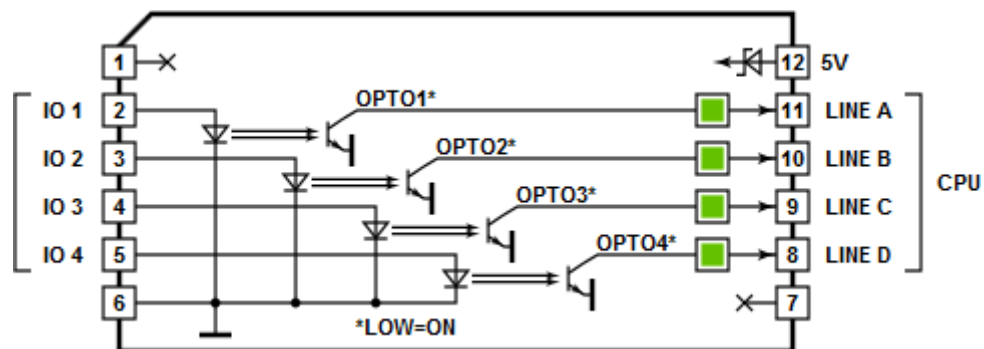 1
12 5V
IO 1 2 OPTO1* 11 LINE A
IO 2 3 OPTO2* 10 LINE B
CPU
IO 3 4 OPTO3* 9 LINE C
IO 4 5 OPTO4* 8 LINE D
6 7
*LOW=ON